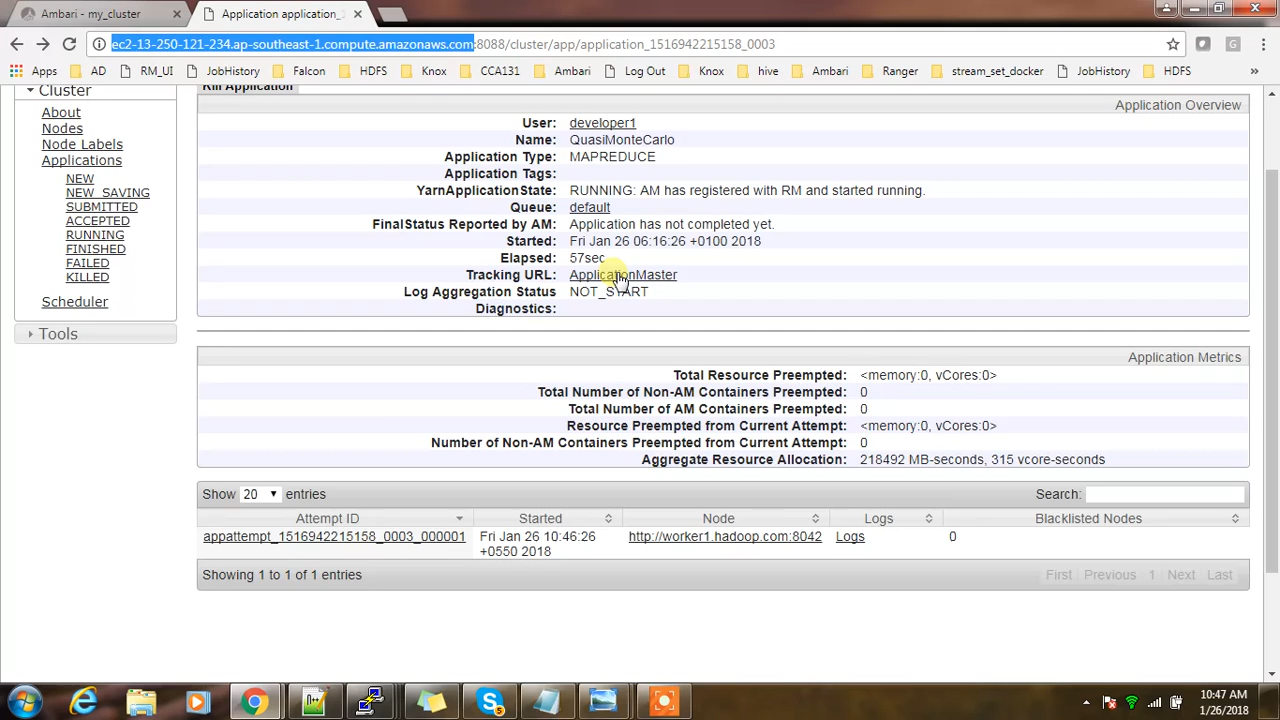 Ambari - my_cluster
Application application_
ec2-13-250-121-234.ap-southeast-1.compute.amazonaws.com:8088/cluster/app/application_1516942215158_0003
Apps AD RM_UI JobHistory Falcon HDFS Knox CCA131 Ambari Log Out Knox hive Ambari Ranger stream_set_docker JobHistory HDFS »
Cluster
About
Nodes
Node Labels
Applications
NEW
NEW_SAVING
SUBMITTED
ACCEPTED
RUNNING
FINISHED
FAILED
KILLED
Scheduler
Tools
Kill Application
Application Overview
User: developer1
Name: QuasiMonteCarlo
Application Type: MAPREDUCE
Application Tags:
YarnApplicationState: RUNNING: AM has registered with RM and started running.
Queue: default
FinalStatus Reported by AM: Application has not completed yet.
Started: Fri Jan 26 06:16:26 +0100 2018
Elapsed: 57sec
Tracking URL: ApplicationMaster
Log Aggregation Status NOT_START
Diagnostics:
Application Metrics
Total Resource Preempted: <memory:0, vCores:0>
Total Number of Non-AM Containers Preempted: 0
Total Number of AM Containers Preempted: 0
Resource Preempted from Current Attempt: <memory:0, vCores:0>
Number of Non-AM Containers Preempted from Current Attempt: 0
Aggregate Resource Allocation: 218492 MB-seconds, 315 vcore-seconds
Show 20 entries Search:
Attempt ID Started Node Logs Blacklisted Nodes
appattempt_1516942215158_0003_000001 Fri Jan 26 10:46:26 http://worker1.hadoop.com:8042 Logs 0
+0550 2018
Showing 1 to 1 of 1 entries First Previous 1 Next Last
10:47 AM
1/26/2018